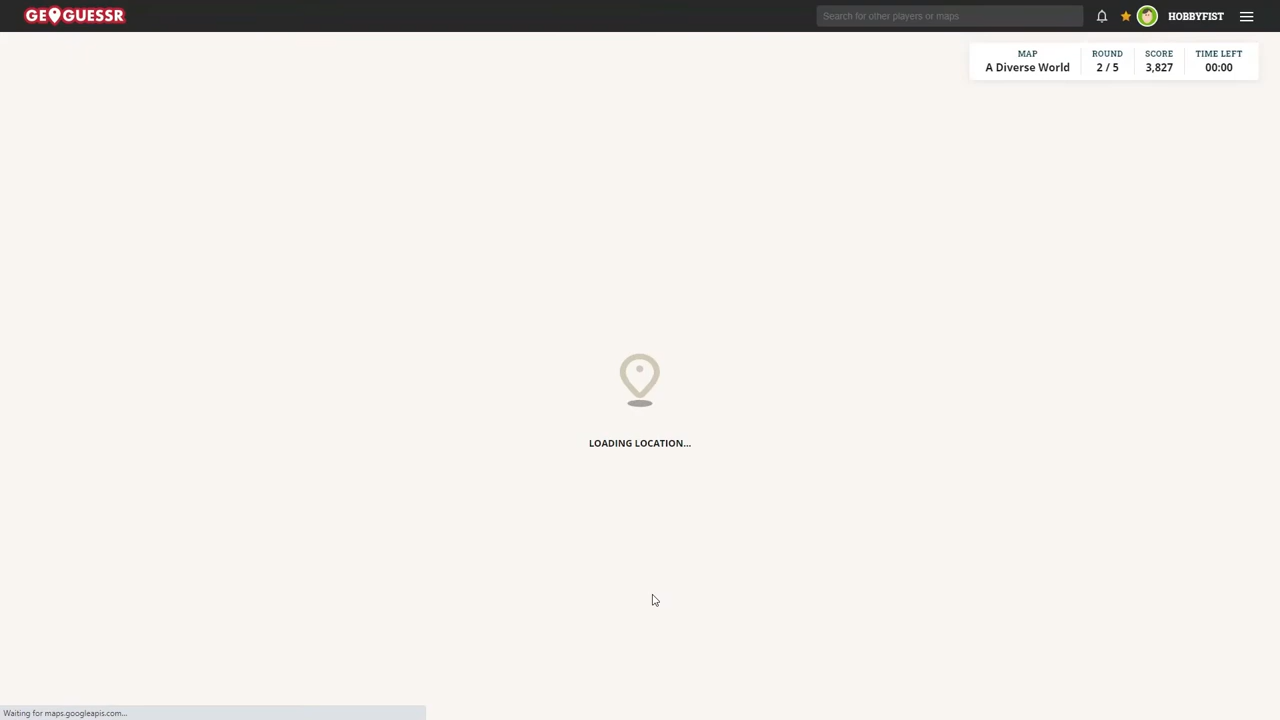 GEOGUESSR
Search for other players or maps
HOBBYFIST
MAP
A Diverse World
ROUND
2 / 5
SCORE
3,827
TIME LEFT
00:00
LOADING LOCATION...
Waiting for maps.googleapis.com...